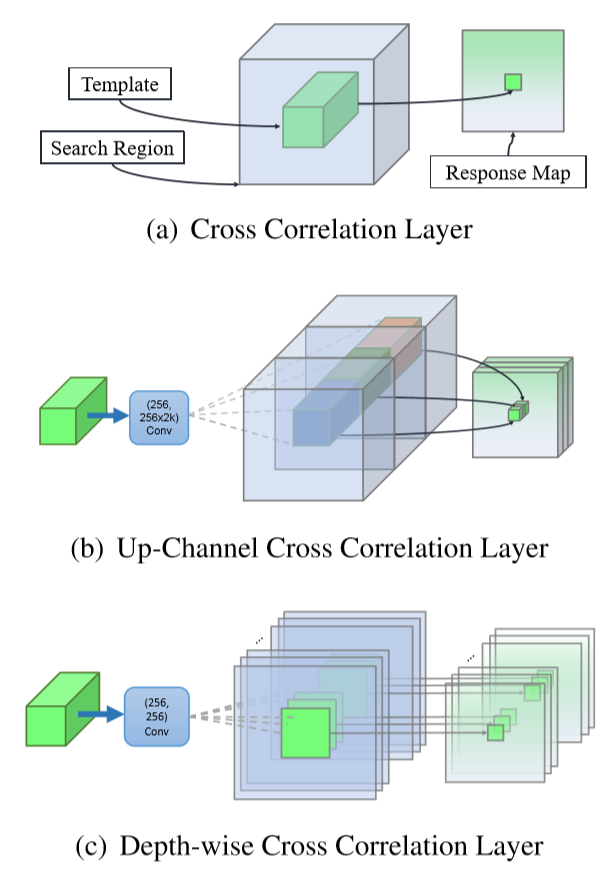 Template
Search Region
Response Map
(a) Cross Correlation Layer
(256,
256x2k)
Conv
(b) Up-Channel Cross Correlation Layer
...
(256,
256)
Conv
...
(c) Depth-wise Cross Correlation Layer